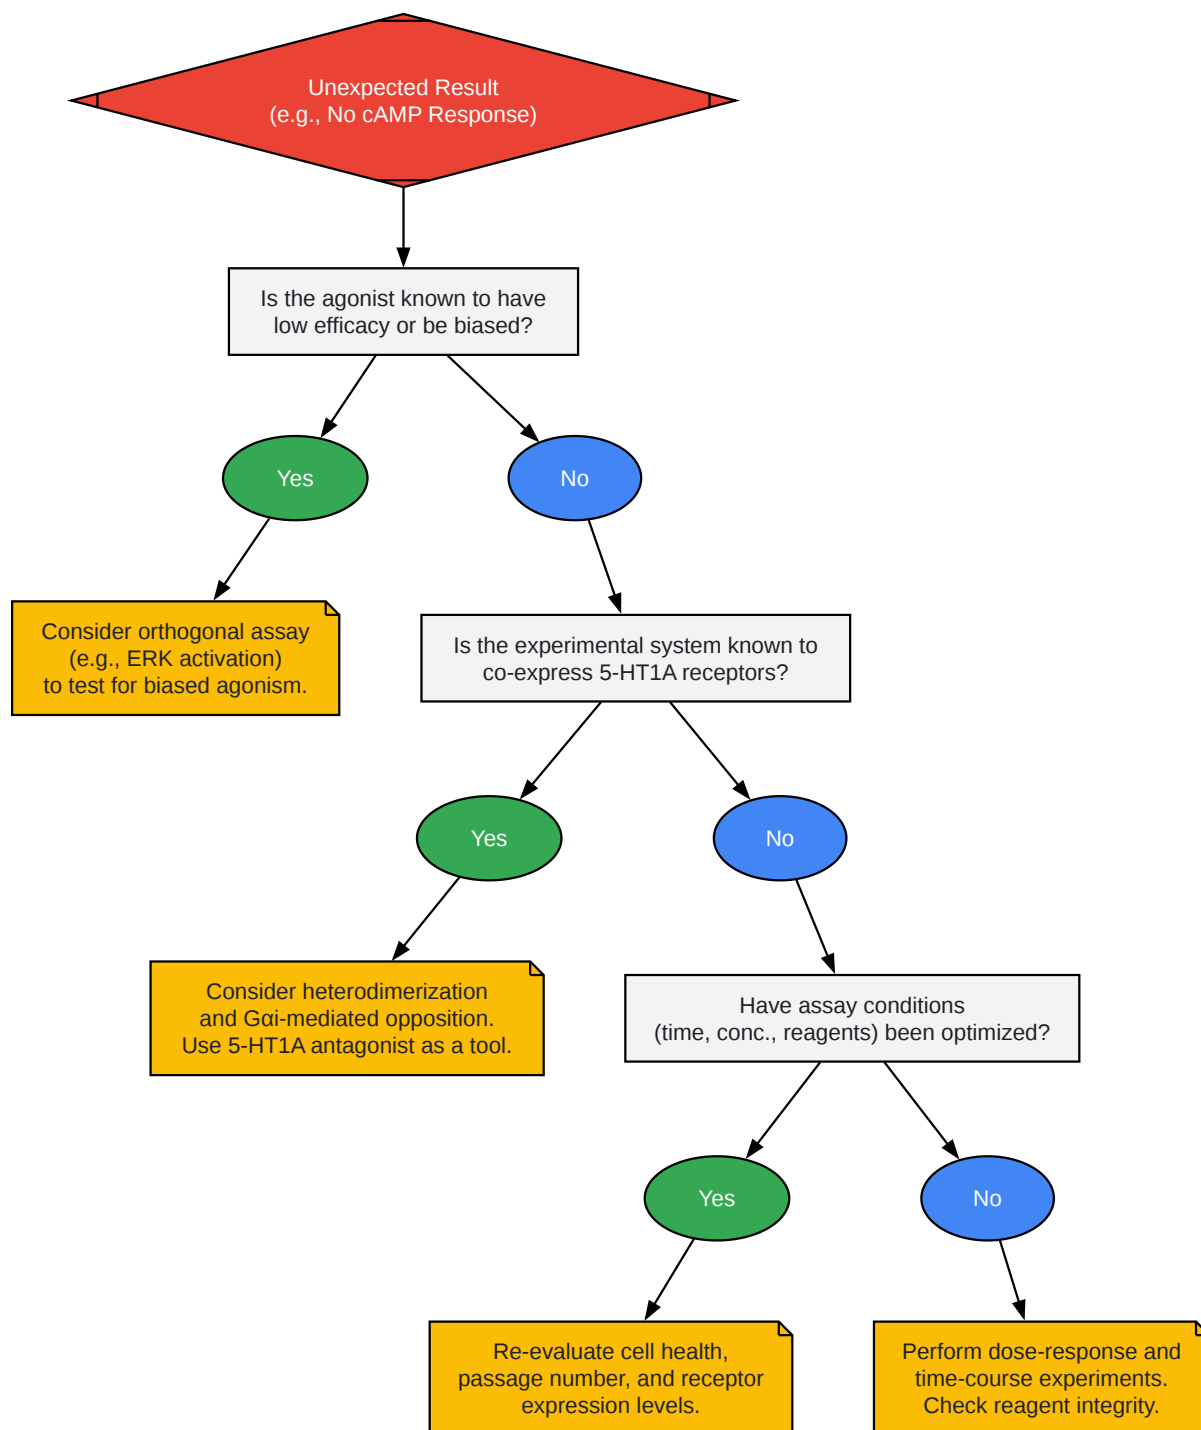 Unexpected Result
(e.g., No cAMP Response)
Is the agonist known to have
low efficacy or be biased?
Yes
No
Consider orthogonal assay
(e.g., ERK activation)
to test for biased agonism.
Is the experimental system known to
co-express 5-HT1A receptors?
Yes
No
Consider heterodimerization
and Gαi-mediated opposition.
Use 5-HT1A antagonist as a tool.
Have assay conditions
(time, conc., reagents) been optimized?
Yes
No
Re-evaluate cell health,
passage number, and receptor
expression levels.
Perform dose-response and
time-course experiments.
Check reagent integrity.